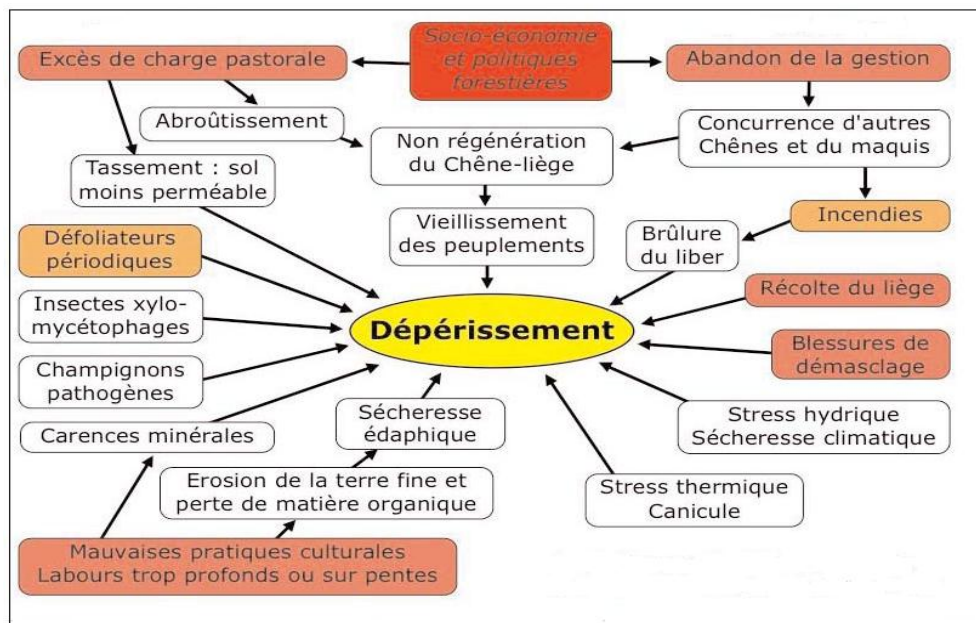 Socio-économie
et politiques
forestières
Excès de charge pastorale
Abandon de la gestion
Abroûtissement
Non régénération
du Chêne-liège
Concurrence d'autres
Chênes et du maquis
Tassement : sol
moins perméable
Vieillissement
des peuplements
Incendies
Brûlure
du liber
Défoliateurs
périodiques
Récolte du liège
Insectes xylo-
mycétophages
Dépérissement
Blessures de
démasclage
Champignons
pathogènes
Sécheresse
édaphique
Stress hydrique
Sécheresse climatique
Carences minérales
Erosion de la terre fine et
perte de matière organique
Stress thermique
Canicule
Mauvaises pratiques culturales
Labours trop profonds ou sur pentes